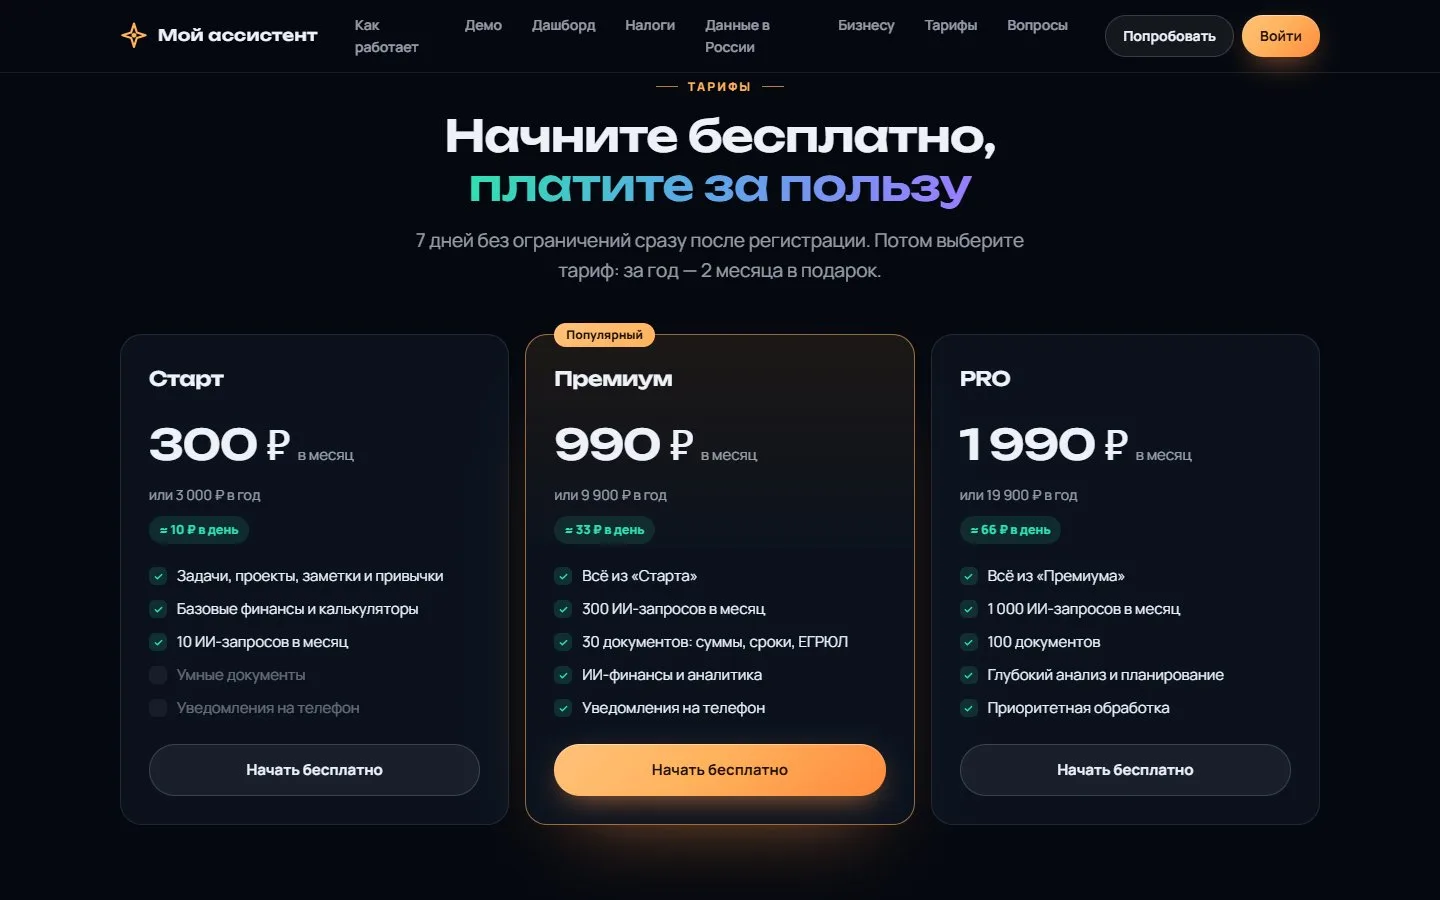 Мой ассистент
Как работает
Демо
Дашборд
Налоги
Данные в России
Бизнесу
Тарифы
Вопросы
Попробовать
Войти
ТАРИФЫ
Начните бесплатно,
платите за пользу
7 дней без ограничений сразу после регистрации. Потом выберите
тариф: за год — 2 месяца в подарок.
Старт
300 ₽ в месяц
или 3 000 ₽ в год
≈ 10 ₽ в день
Задачи, проекты, заметки и привычки
Базовые финансы и калькуляторы
10 ИИ-запросов в месяц
Умные документы
Уведомления на телефон
Начать бесплатно
Популярный
Премиум
990 ₽ в месяц
или 9 900 ₽ в год
≈ 33 ₽ в день
Всё из «Старта»
300 ИИ-запросов в месяц
30 документов: суммы, сроки, ЕГРЮЛ
ИИ-финансы и аналитика
Уведомления на телефон
Начать бесплатно
PRO
1 990 ₽ в месяц
или 19 900 ₽ в год
≈ 66 ₽ в день
Всё из «Премиума»
1 000 ИИ-запросов в месяц
100 документов
Глубокий анализ и планирование
Приоритетная обработка
Начать бесплатно